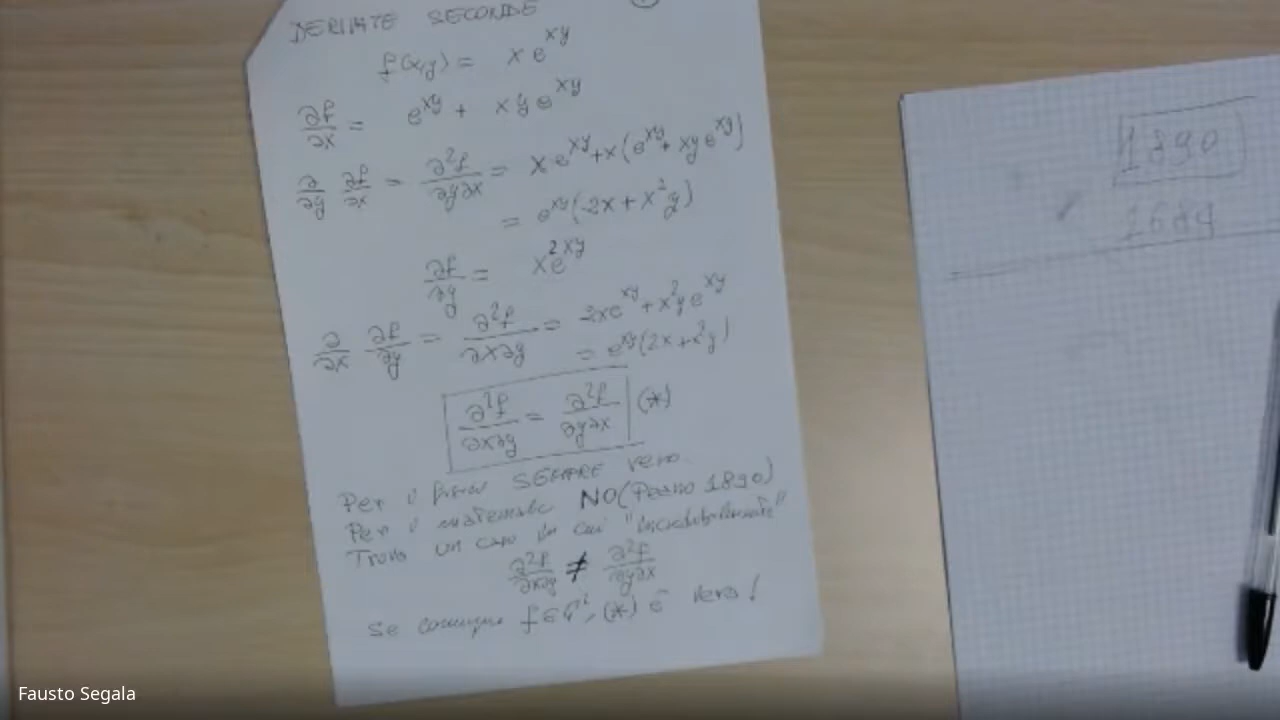 DERIVATE SECONDE
f(x,y) = x e^{xy}
∂f/∂x = e^{xy} + x y e^{xy}
∂/∂y ∂f/∂x = ∂²f/∂y∂x = x e^{xy} + x(e^{xy} + xy e^{xy})
= e^{xy}(2x + x²y)
∂f/∂y = x² e^{xy}
∂/∂x ∂f/∂y = ∂²f/∂x∂y = 2x e^{xy} + x²y e^{xy}
= e^{xy}(2x + x²y)
∂²f/∂x∂y = ∂²f/∂y∂x (*)
Per i fisici SEMPRE vero
Per i matematici NO (Peano 1890)
Trova un caso in cui "incredibilmente"
∂²f/∂x∂y ≠ ∂²f/∂y∂x
Se comunque f ∈ C², (*) è vero!
1890
1689
Fausto Segala